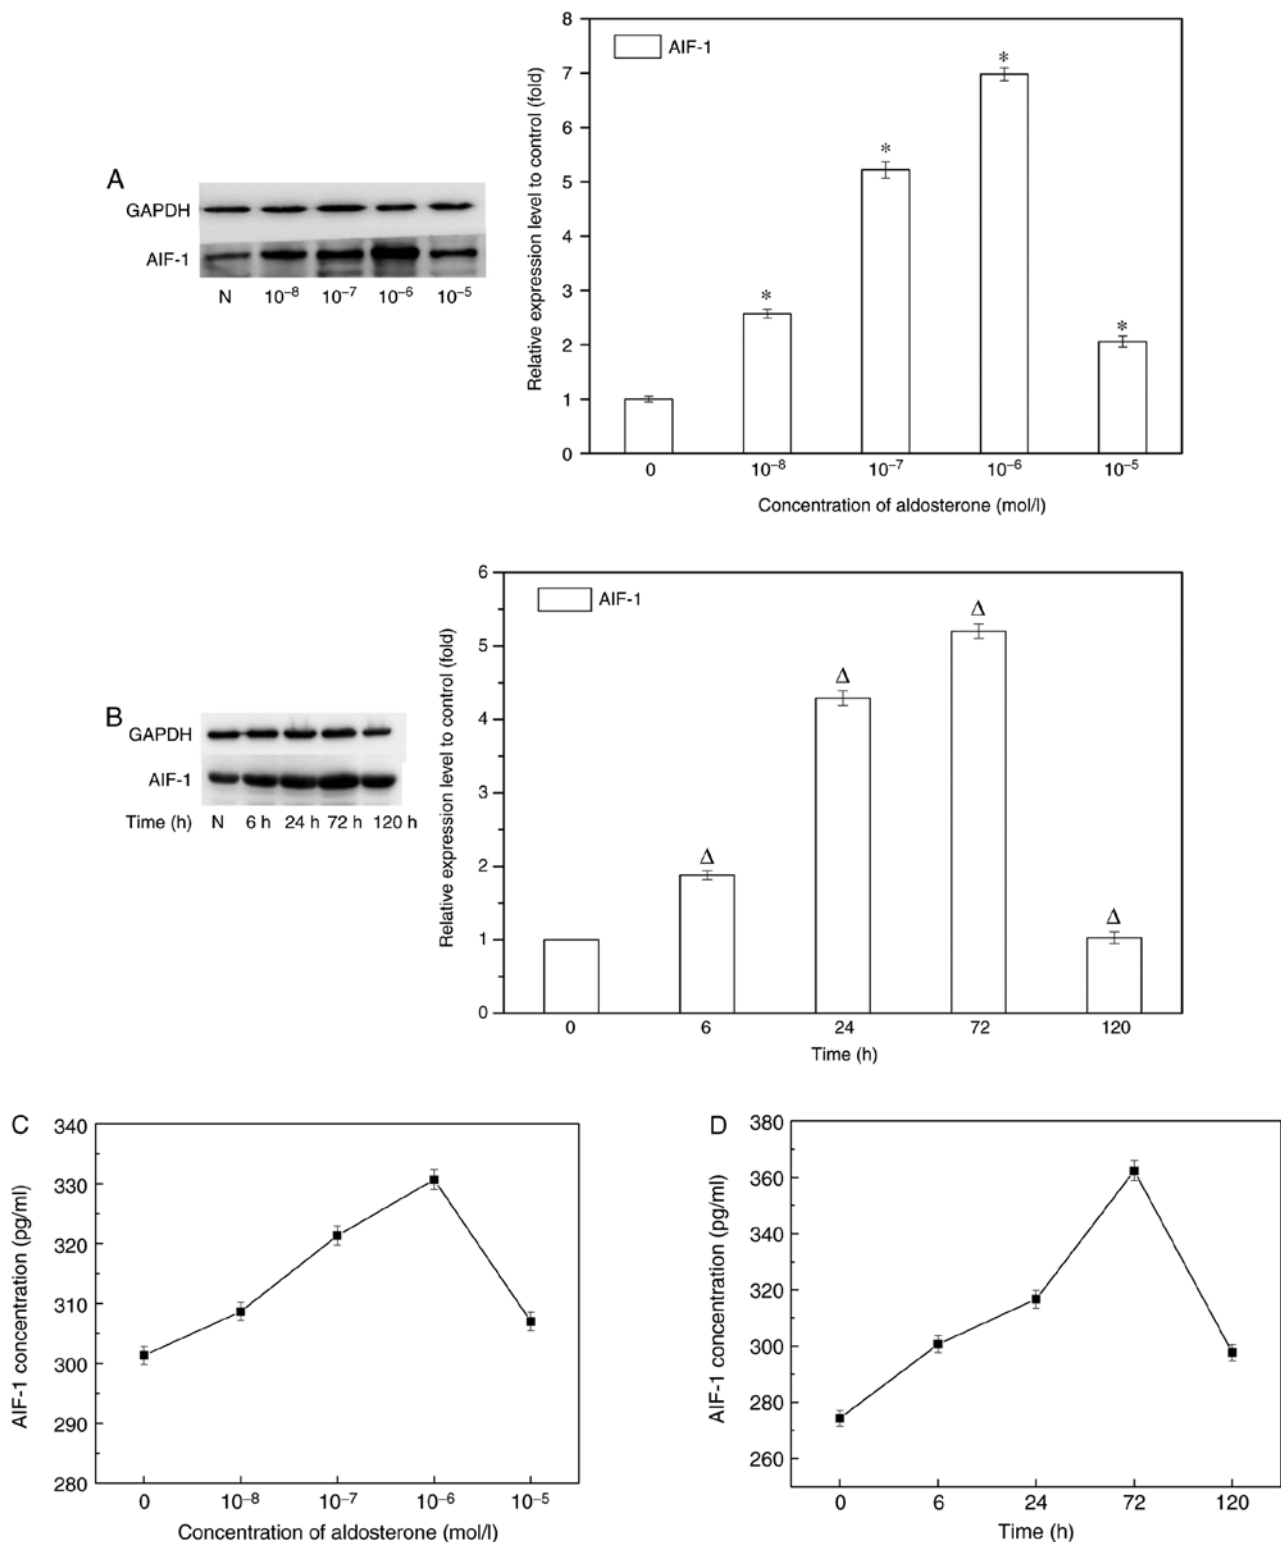 A
GAPDH
AIF-1
N 10⁻⁸ 10⁻⁷ 10⁻⁶ 10⁻⁵
Relative expression level to control (fold)
8
7
6
5
4
3
2
1
0
AIF-1
*
*
*
*
0 10⁻⁸ 10⁻⁷ 10⁻⁶ 10⁻⁵
Concentration of aldosterone (mol/l)
B
GAPDH
AIF-1
Time (h) N 6 h 24 h 72 h 120 h
Relative expression level to control (fold)
6
5
4
3
2
1
0
AIF-1
Δ
Δ
Δ
Δ
0 6 24 72 120
Time (h)
C
AIF-1 concentration (pg/ml)
340
330
320
310
300
290
280
0 10⁻⁸ 10⁻⁷ 10⁻⁶ 10⁻⁵
Concentration of aldosterone (mol/l)
D
AIF-1 concentration (pg/ml)
380
360
340
320
300
280
260
0 6 24 72 120
Time (h)